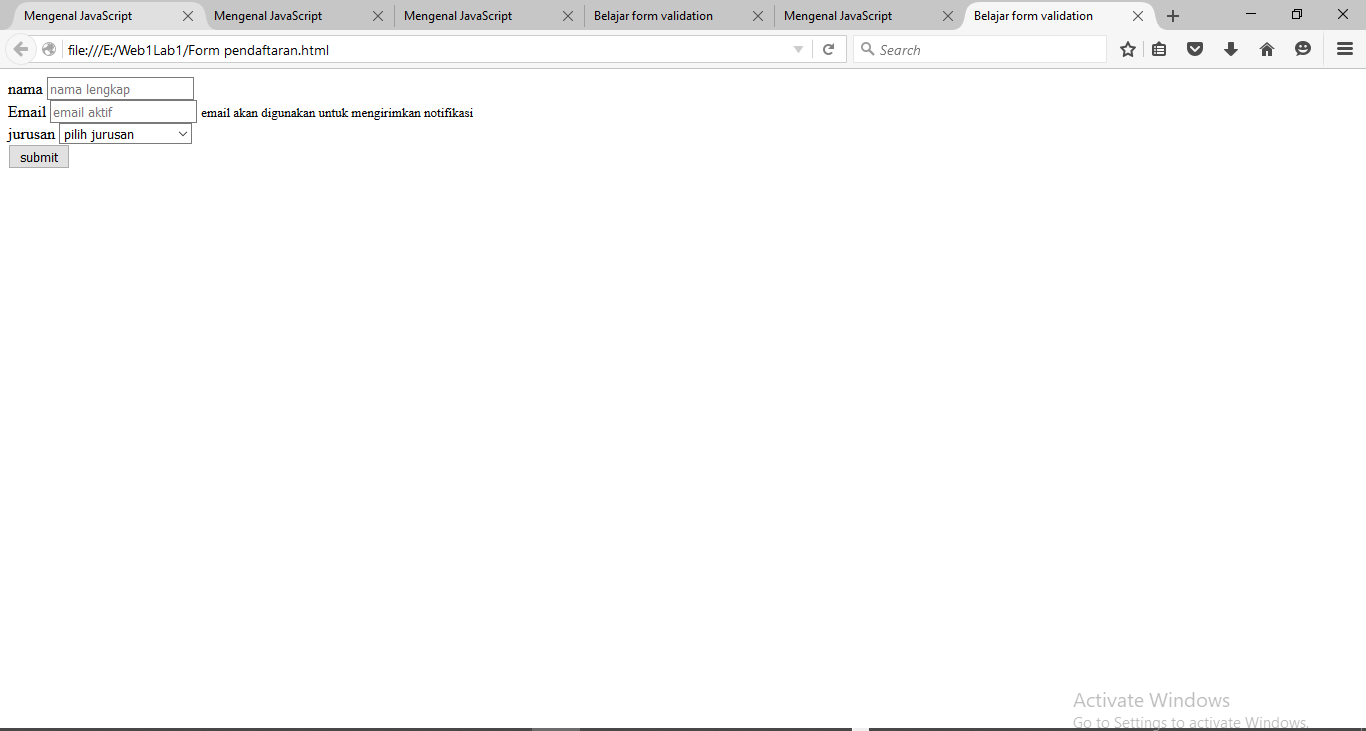 Mengenal JavaScript Mengenal JavaScript Mengenal JavaScript Belajar form validation Mengenal JavaScript Belajar form validation
file:///E:/Web1Lab1/Form pendaftaran.html Search
nama nama lengkap
Email email aktif email akan digunakan untuk mengirimkan notifikasi
jurusan pilih jurusan
submit
Activate Windows
Go to Settings to activate Windows.